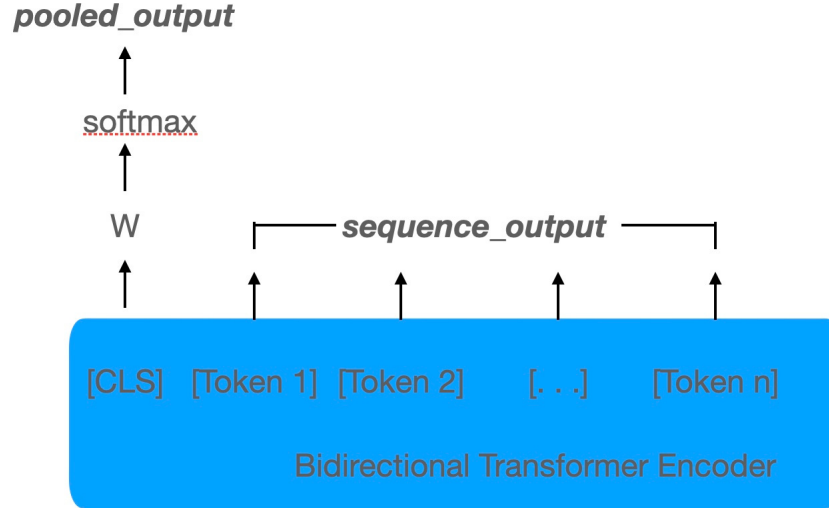 pooled_output
softmax
W
sequence_output
[CLS] [Token 1] [Token 2] [. . .] [Token n]
Bidirectional Transformer Encoder